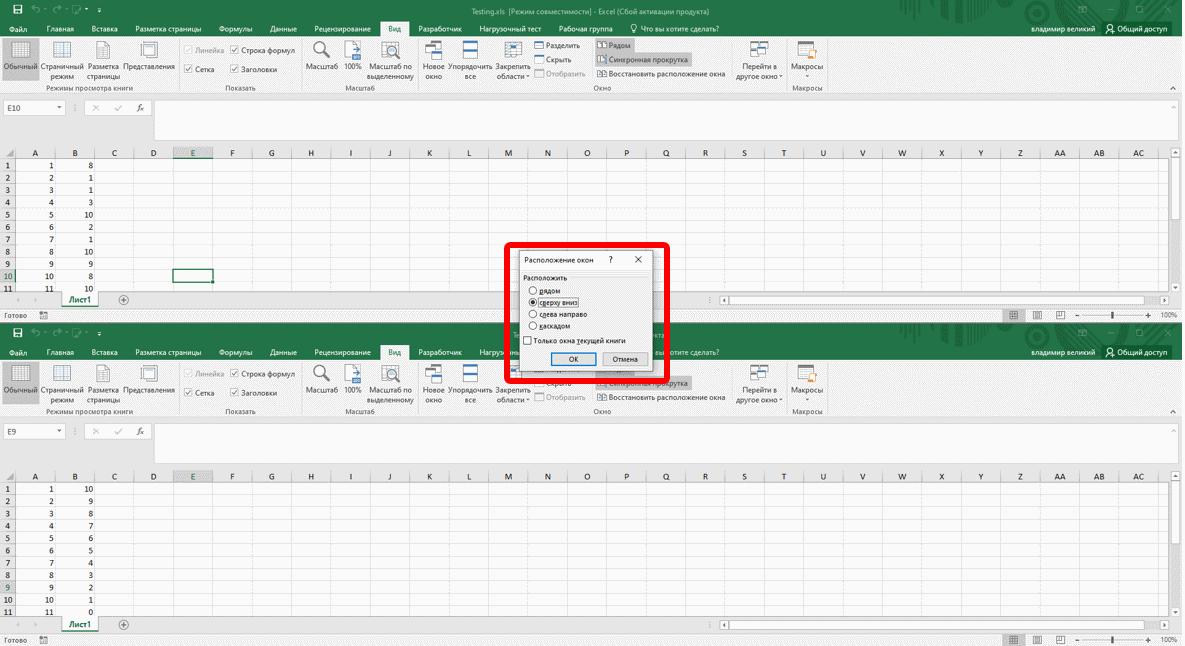 Testing.xls [Режим совместимости] - Excel (Сбой активации продукта)
Файл Главная Вставка Разметка страницы Формулы Данные Рецензирование Вид Разработчик Нагрузочный тест Рабочая группа Что вы хотите сделать? владимир великий Общий доступ
Обычный Страничный режим Разметка страницы Представления
Режимы просмотра книги
Линейка Строка формул
Сетка Заголовки
Показать
Масштаб 100% Масштаб по выделенному
Масштаб
Новое окно Упорядочить все Закрепить области
Разделить
Скрыть
Отобразить
Рядом
Синхронная прокрутка
Восстановить расположение окна
Перейти в другое окно
Окно
Макросы
Макросы
E10 fx
A B C D E F G H I J K L M N O P Q R S T U V W X Y Z AA AB AC
1 1 8
2 2 1
3 3 1
4 4 3
5 5 10
6 6 2
7 7 1
8 8 10
9 9 9
10 10 8
11 11 10
Лист1
Готово 100%
Расположение окон ?
Расположить
рядом
сверху вниз
слева направо
каскадом
Только окна текущей книги
ОК Отмена
Файл Главная Вставка Разметка страницы Формулы Данные Рецензирование Вид Разработчик вы хотите сделать? владимир великий Общий доступ
Обычный Страничный режим Разметка страницы Представления
Режимы просмотра книги
Линейка Строка формул
Сетка Заголовки
Показать
Масштаб 100% Масштаб по выделенному
Масштаб
Новое окно Упорядочить все Закрепить области
Скрыть
Отобразить
Синхронная прокрутка
Восстановить расположение окна
Перейти в другое окно
Окно
Макросы
Макросы
E9 fx
A B C D E F G H I J K L M N O P Q R S T U V W X Y Z AA AB AC
1 1 10
2 2 9
3 3 8
4 4 7
5 5 6
6 6 5
7 7 4
8 8 3
9 9 2
10 10 1
11 11 0
Лист1
Готово 100%